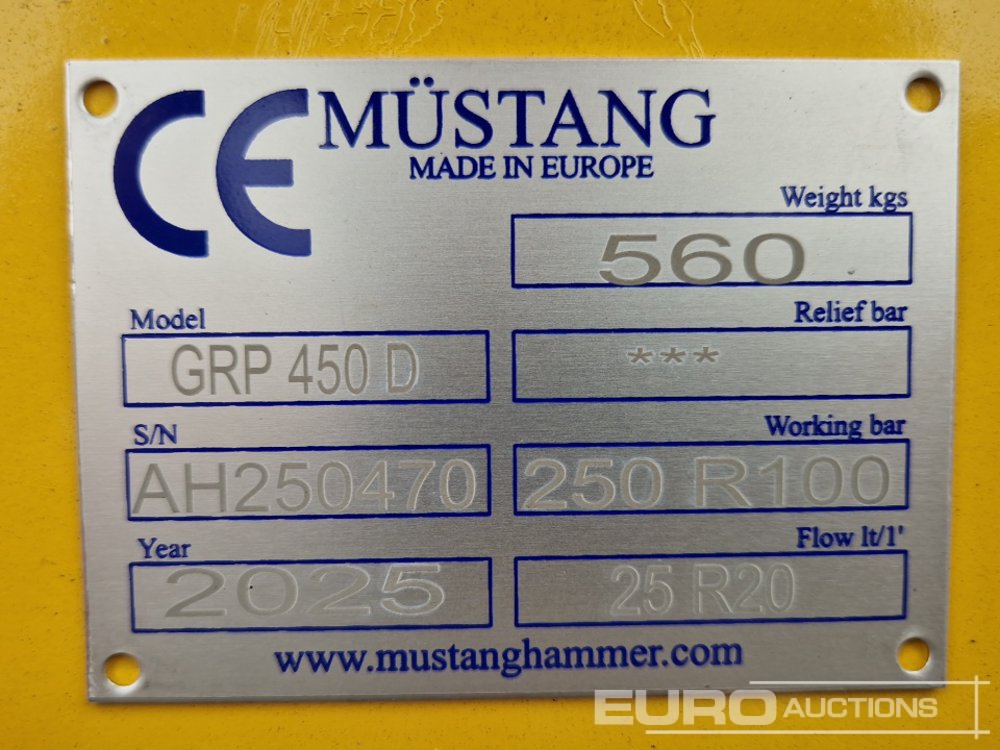 CE MÜSTANG
MADE IN EUROPE
Weight kgs
560
Model
GRP 450 D
Relief bar
***
S/N
AH250470
Working bar
250 R100
Year
2025
Flow lt/1'
25 R20
www.mustanghammer.com
EURO AUCTIONS